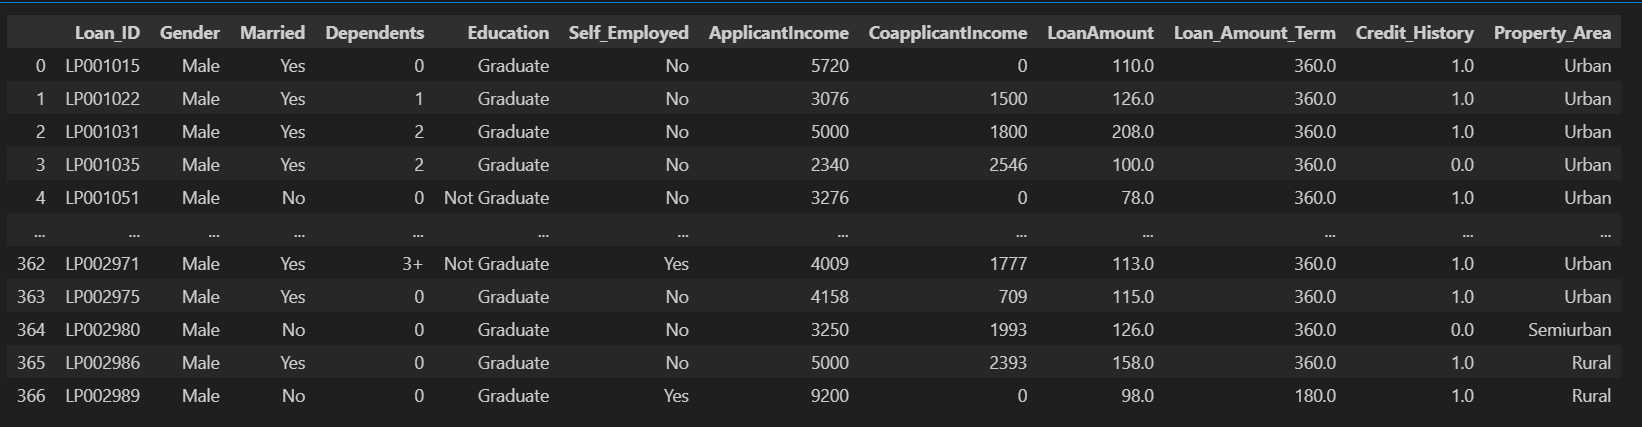 Loan_ID Gender Married Dependents Education Self_Employed ApplicantIncome CoapplicantIncome LoanAmount Loan_Amount_Term Credit_History Property_Area
0 LP001015 Male Yes 0 Graduate No 5720 0 110.0 360.0 1.0 Urban
1 LP001022 Male Yes 1 Graduate No 3076 1500 126.0 360.0 1.0 Urban
2 LP001031 Male Yes 2 Graduate No 5000 1800 208.0 360.0 1.0 Urban
3 LP001035 Male Yes 2 Graduate No 2340 2546 100.0 360.0 0.0 Urban
4 LP001051 Male No 0 Not Graduate No 3276 0 78.0 360.0 1.0 Urban
... ... ... ... ... ... ... ... ... ... ... ... ...
362 LP002971 Male Yes 3+ Not Graduate Yes 4009 1777 113.0 360.0 1.0 Urban
363 LP002975 Male Yes 0 Graduate No 4158 709 115.0 360.0 1.0 Urban
364 LP002980 Male No 0 Graduate No 3250 1993 126.0 360.0 0.0 Semiurban
365 LP002986 Male Yes 0 Graduate No 5000 2393 158.0 360.0 1.0 Rural
366 LP002989 Male No 0 Graduate Yes 9200 0 98.0 180.0 1.0 Rural